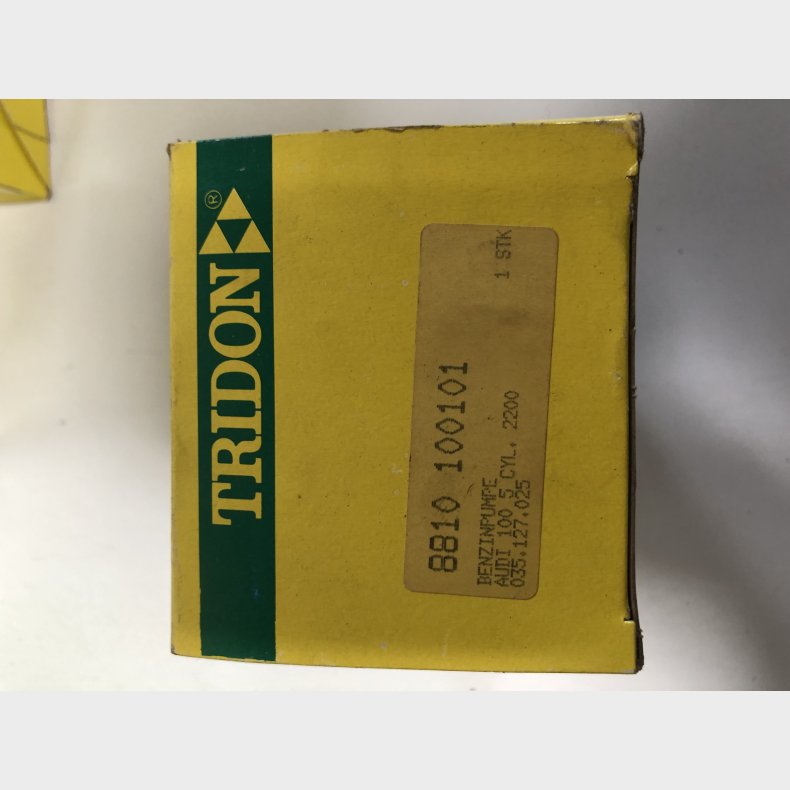 TRIDON ®
8810 100101
BENZINPUMPE
AUDI 100 5 CYL. 2200
035.127.025
1 STK